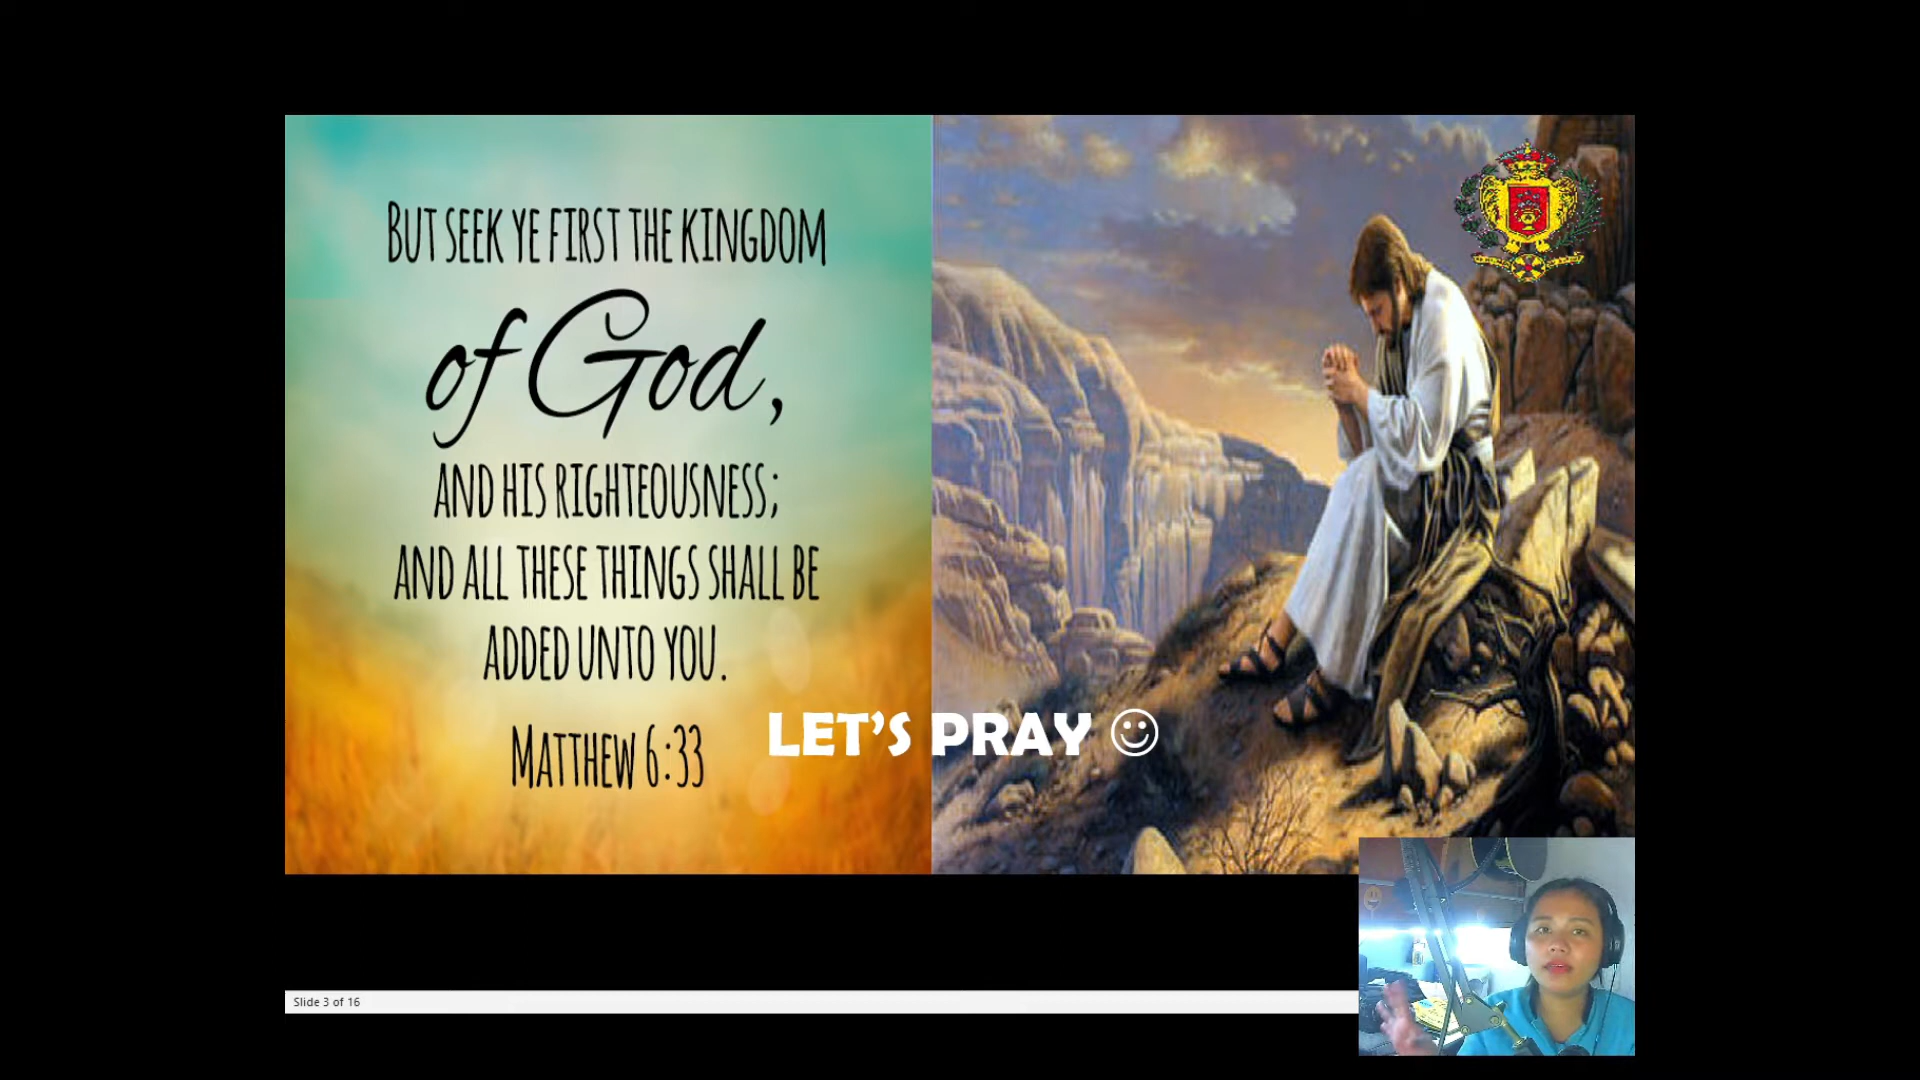 BUT SEEK YE FIRST THE KINGDOM
of God,
AND HIS RIGHTEOUSNESS;
AND ALL THESE THINGS SHALL BE
ADDED UNTO YOU.
MATTHEW 6:33
LET'S PRAY ☺
Slide 3 of 16